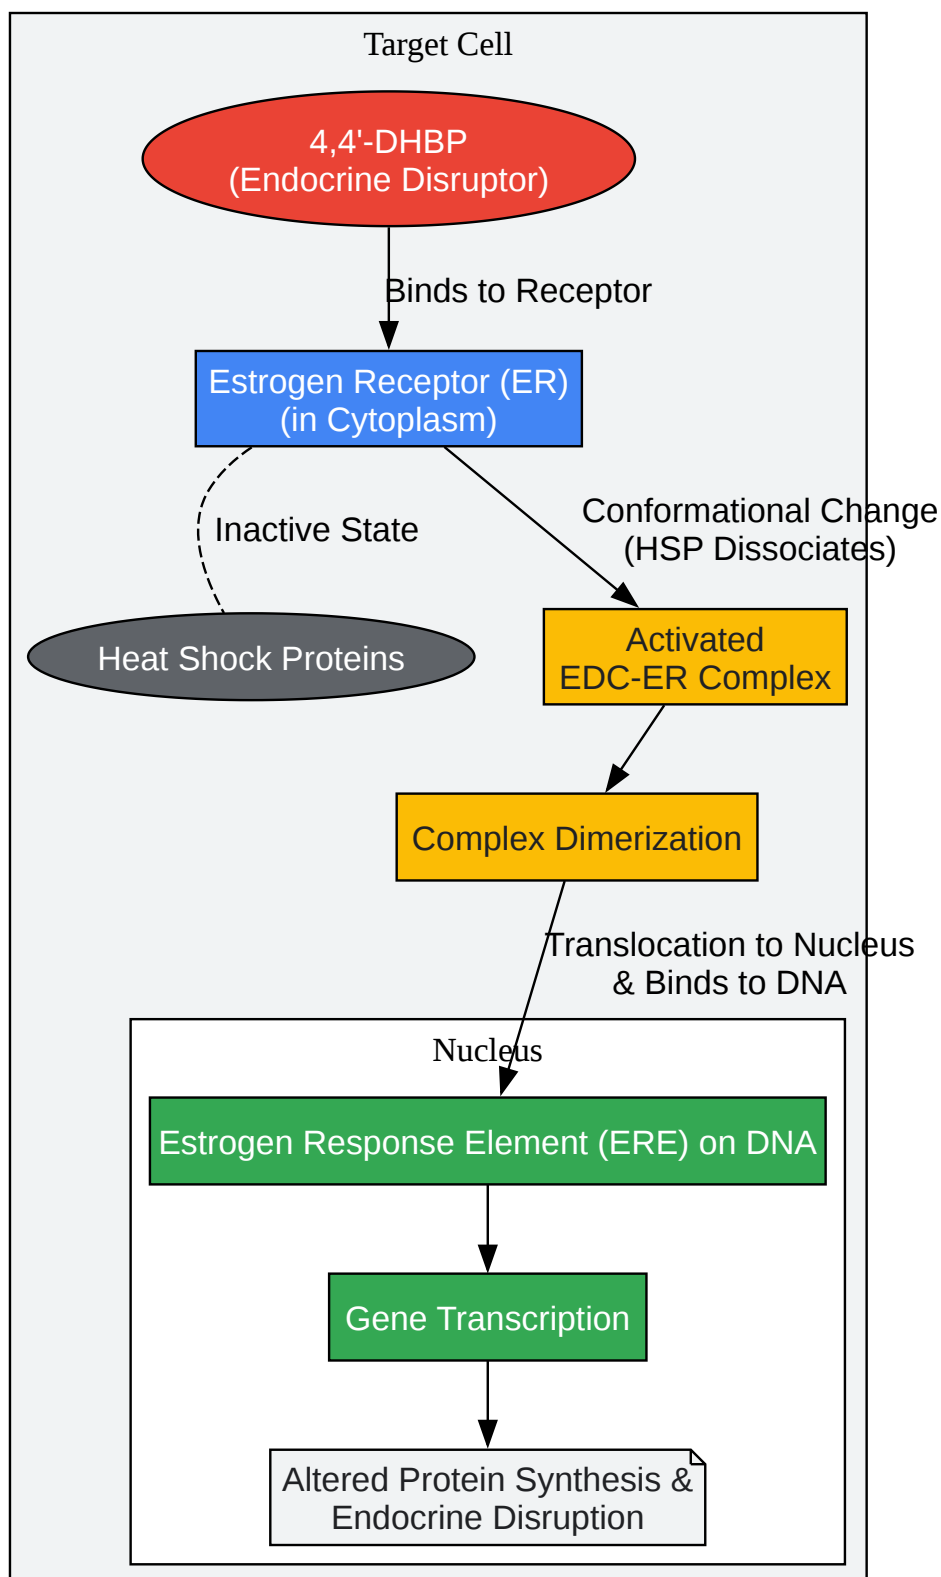 Target Cell
4,4'-DHBP
(Endocrine Disruptor)
Binds to Receptor
Estrogen Receptor (ER)
(in Cytoplasm)
Inactive State
Conformational Change
(HSP Dissociates)
Heat Shock Proteins
Activated
EDC-ER Complex
Complex Dimerization
Translocation to Nucleus
& Binds to DNA
Nucleus
Estrogen Response Element (ERE) on DNA
Gene Transcription
Altered Protein Synthesis &
Endocrine Disruption